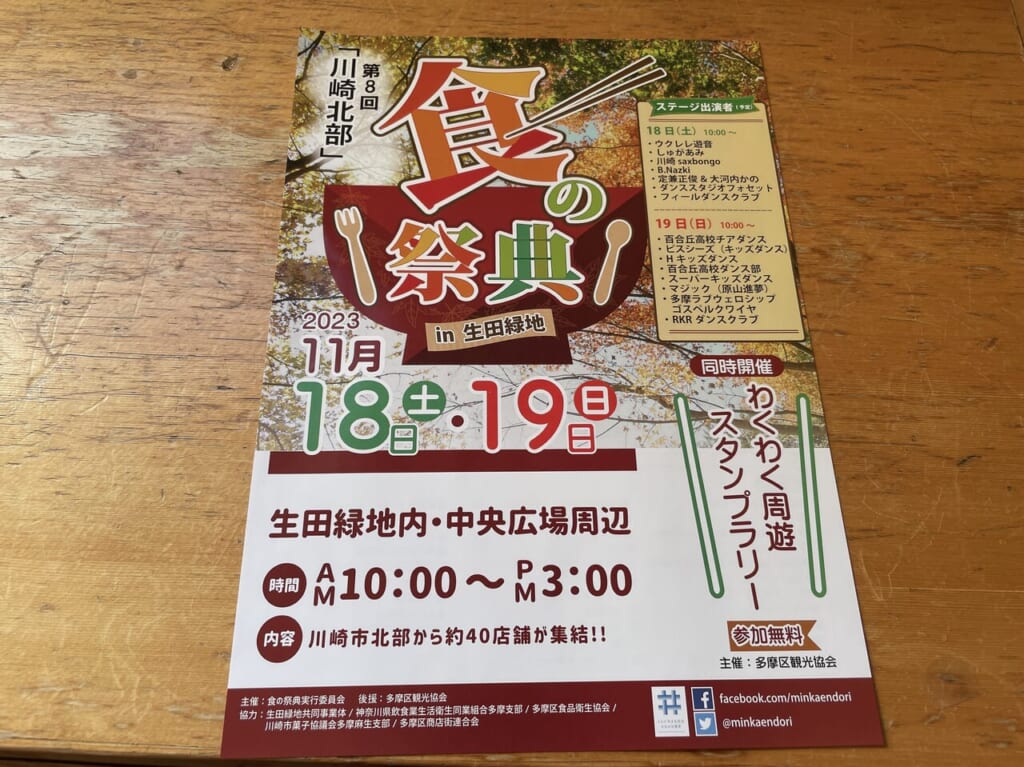 第8回
「川崎北部」
食の
祭典
in 生田緑地
2023
11月
18日土・19日日
ステージ出演者（予定）
18日（土） 10:00～
・ウクレレ遊音
・しゅがあみ
・川崎 saxbongo
・B.Nazki
・定兼正俊 & 大河内かの
・ダンススタジオフォセット
・フィールダンスクラブ
19日（日） 10:00～
・百合丘高校チアダンス
・ピスシーズ（キッズダンス）
・H キッズダンス
・百合丘高校ダンス部
・スーパーキッズダンス
・マジック（原山進夢）
・多摩ラブウェロシップ
ゴスペルクワイヤ
・RKR ダンスクラブ
同時開催
わくわく周遊
スタンプラリー
参加無料
主催：多摩区観光協会
生田緑地内・中央広場周辺
時間 AM10：00～PM3：00
内容 川崎市北部から約40店舗が集結!!
主催：食の祭典実行委員会 後援：多摩区観光協会
協力：生田緑地共同事業体 / 神奈川県飲食業生活衛生同業組合多摩支部 / 多摩区食品衛生協会 /
川崎市菓子協議会多摩麻生支部 / 多摩区商店街連合会
facebook.com/minkaendori
@minkaendori